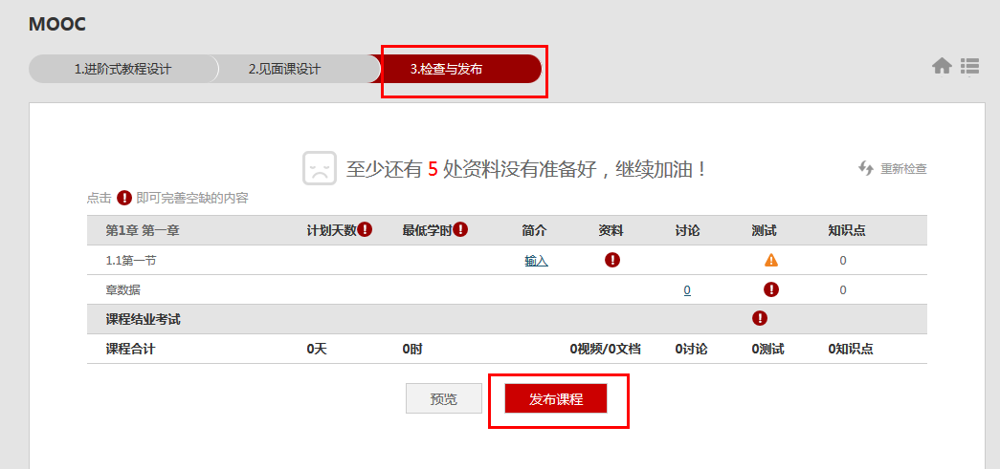 MOOC
1.进阶式教程设计 2.见面课设计 3.检查与发布
至少还有 5 处资料没有准备好，继续加油！ 重新检查
点击 ! 即可完善空缺的内容
第1章 第一章 计划天数! 最低学时! 简介 资料 讨论 测试 知识点
1.1第一节 输入 ! ! 0
章数据 0 ! 0
课程结业考试 !
课程合计 0天 0时 0视频/0文档 0讨论 0测试 0知识点
预览 发布课程